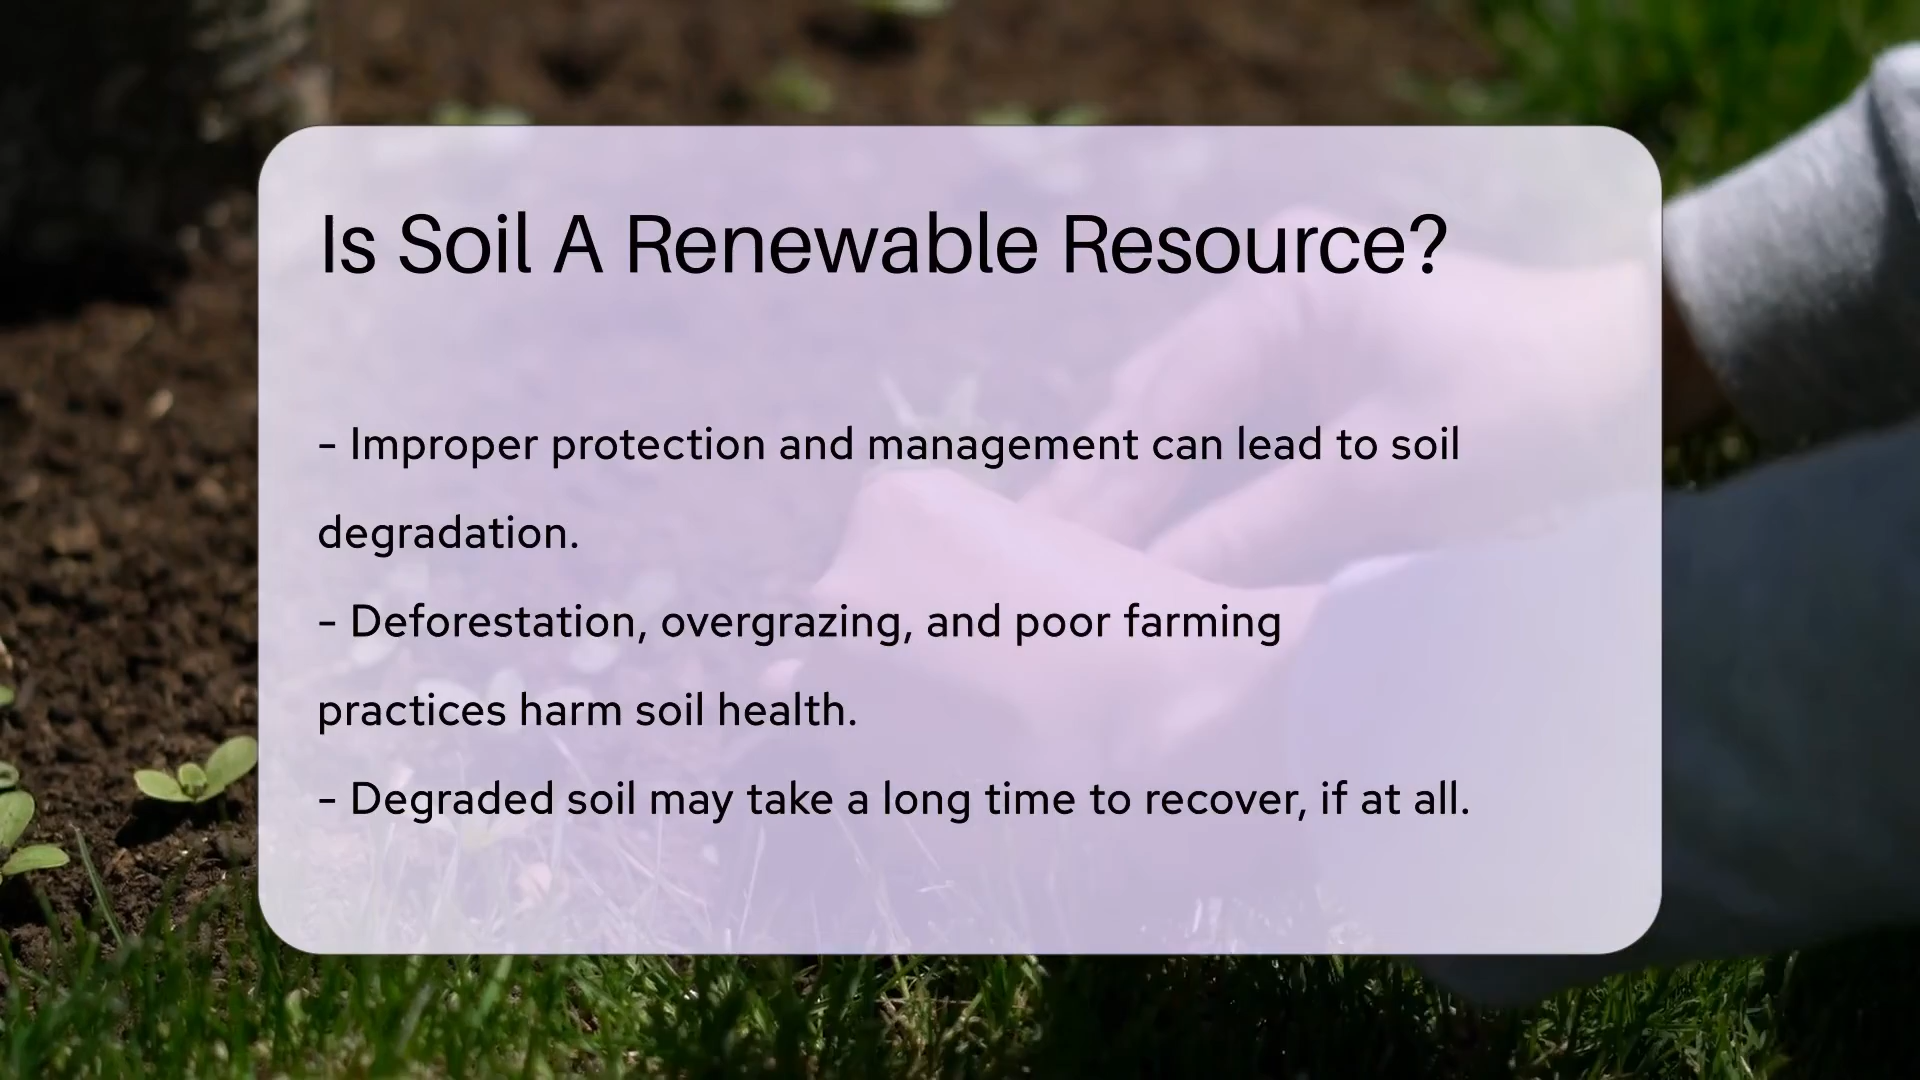 Is Soil A Renewable Resource?
- Improper protection and management can lead to soil
degradation.
- Deforestation, overgrazing, and poor farming
practices harm soil health.
- Degraded soil may take a long time to recover, if at all.